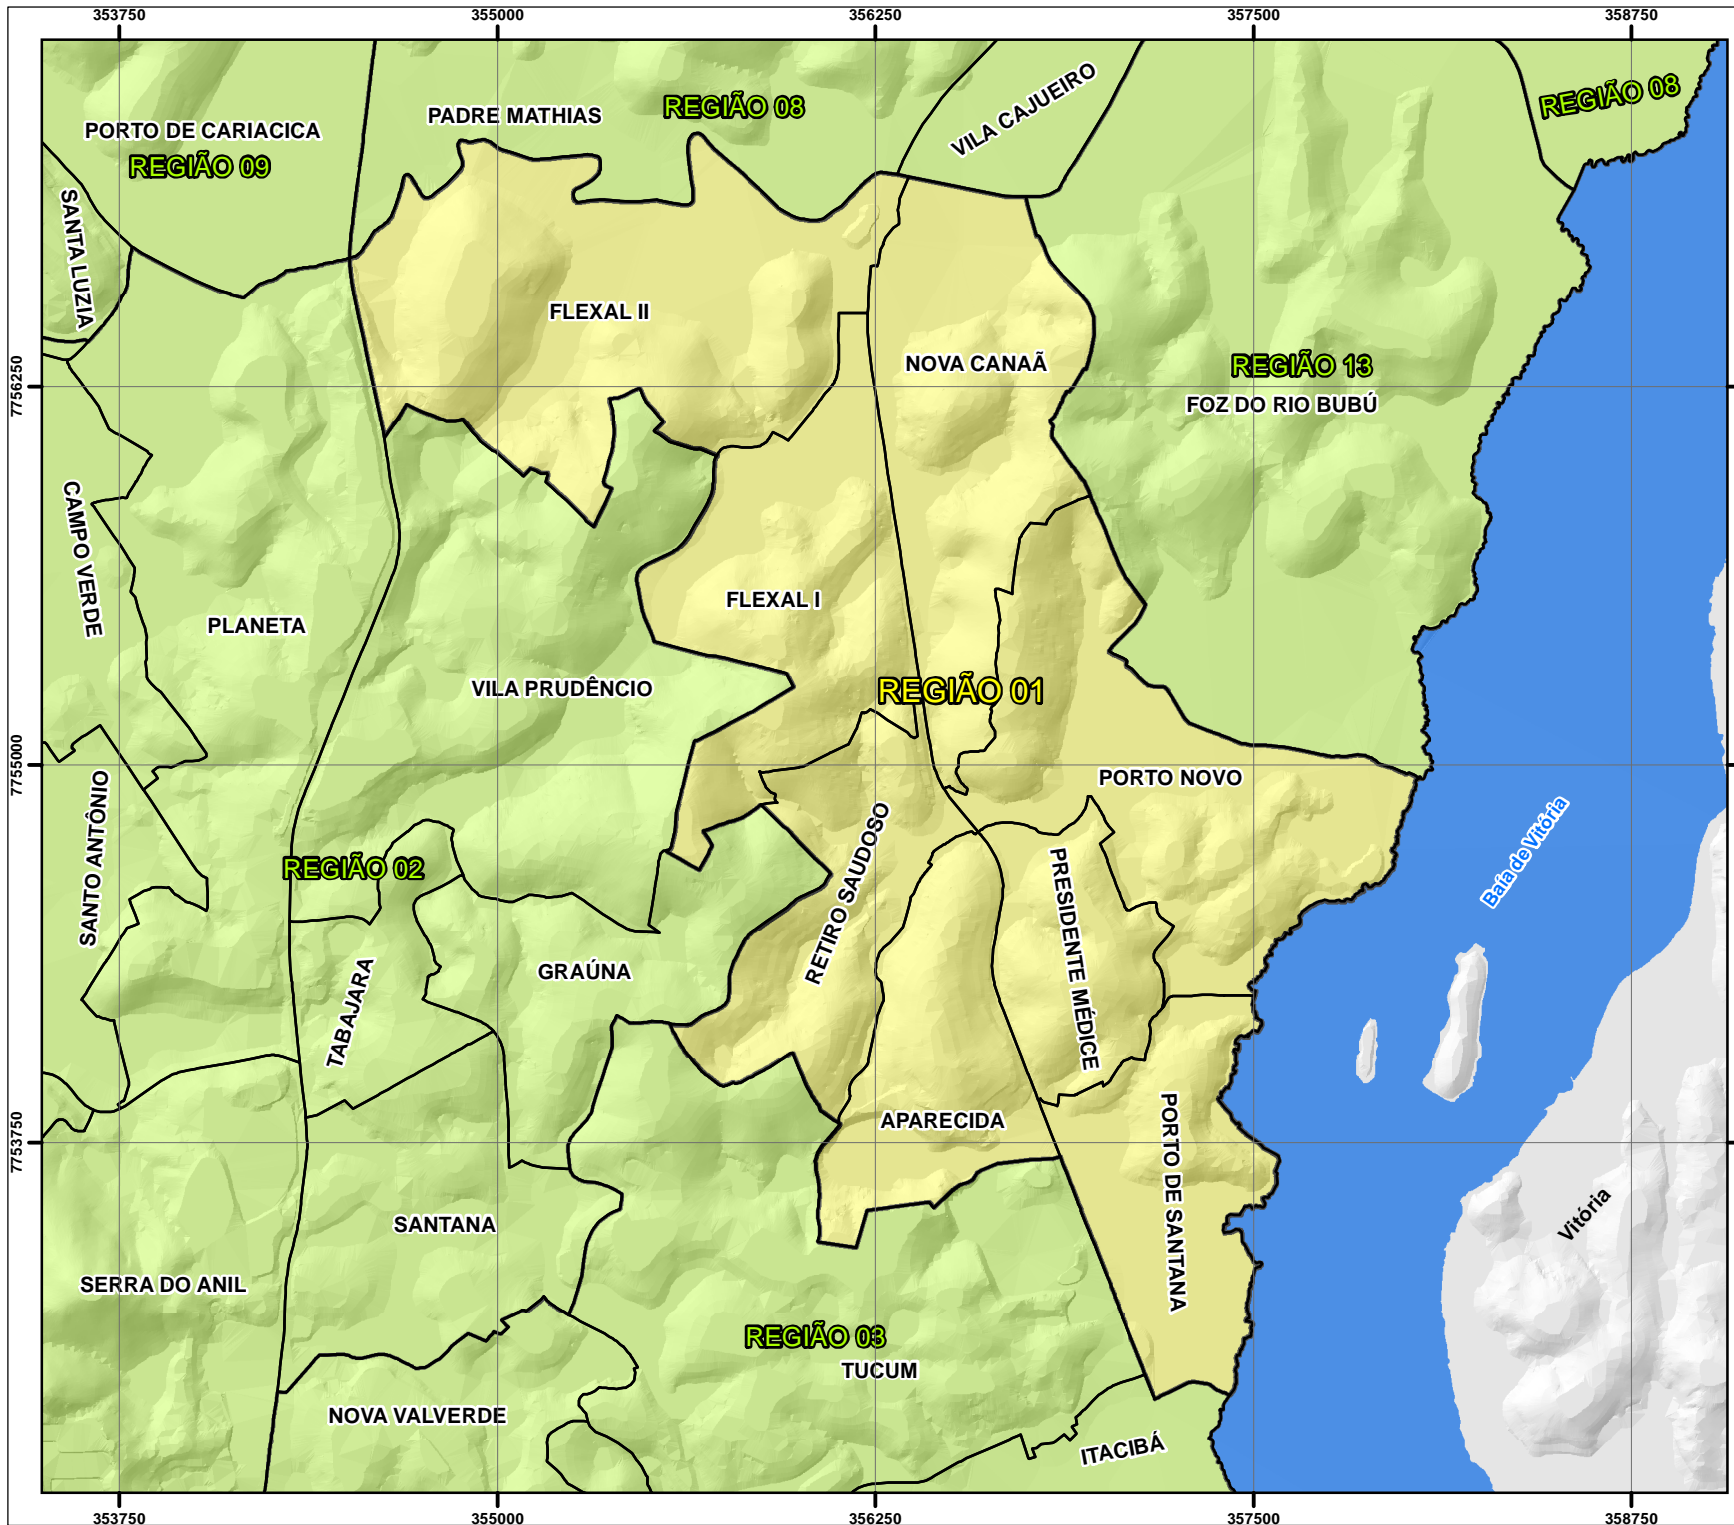 353750
355000
356250
357500
358750
PADRE MATHIAS
REGIÃO 08
VILA CAJUEIRO
REGIÃO 08
PORTO DE CARIACICA
REGIÃO 09
SANTA LUZIA
FLEXAL II
NOVA CANAÃ
REGIÃO 13
FOZ DO RIO BUBÚ
7756250
CAMPO VERDE
PLANETA
FLEXAL I
VILA PRUDÊNCIO
REGIÃO 01
7755000
PORTO NOVO
SANTO ANTÔNIO
REGIÃO 02
RETIRO SAUDOSO
PRESIDENTE MÉDICE
Baía de Vitória
TABAJARA
GRAÚNA
APARECIDA
7753750
PORTO DE SANTANA
SANTANA
Vitória
SERRA DO ANIL
REGIÃO 03
TUCUM
NOVA VALVERDE
ITACIBÁ
353750
355000
356250
357500
358750